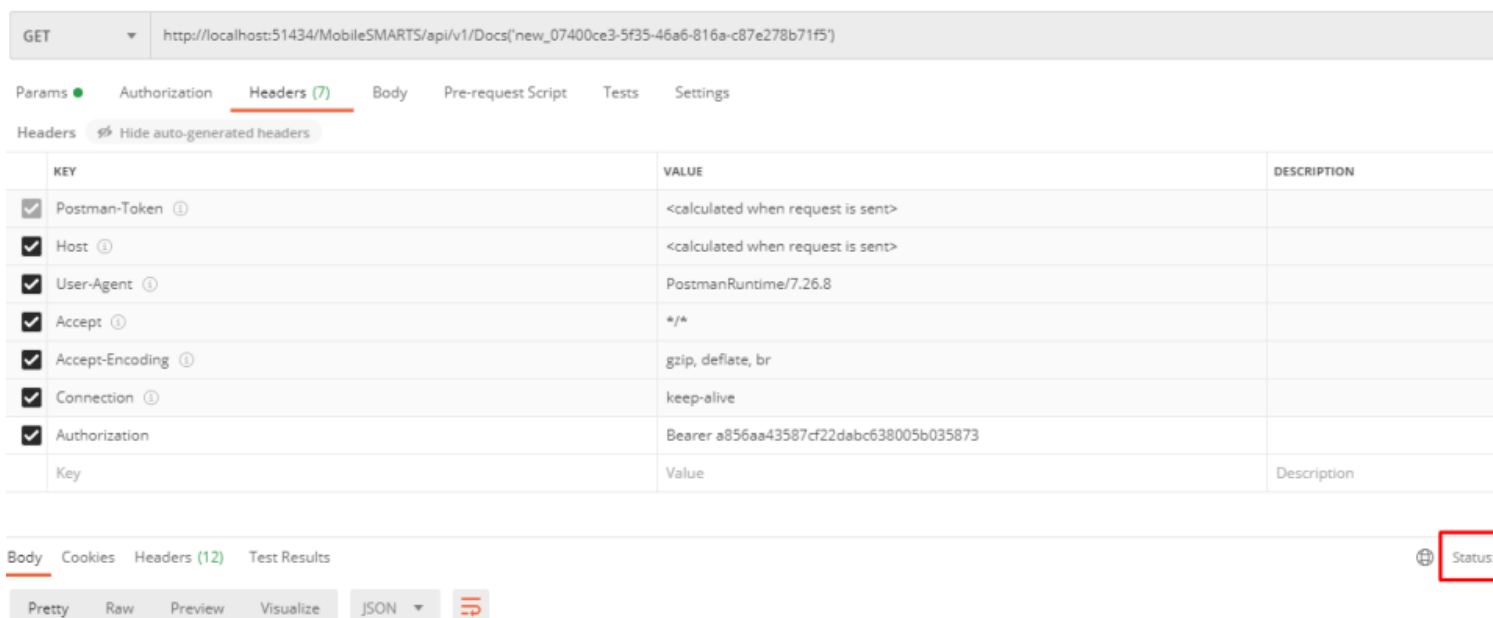 GET http://localhost:51434/MobileSMARTS/api/v1/Docs('new_07400ce3-5f35-46a6-816a-c87e278b71f5')
Params Authorization Headers (7) Body Pre-request Script Tests Settings
Headers Hide auto-generated headers
KEY VALUE DESCRIPTION
Postman-Token <calculated when request is sent>
Host <calculated when request is sent>
User-Agent PostmanRuntime/7.26.8
Accept */*
Accept-Encoding gzip, deflate, br
Connection keep-alive
Authorization Bearer a856aa43587cf22dabc638005b035873
Key Value Description
Body Cookies Headers (12) Test Results Status
Pretty Raw Preview Visualize JSON